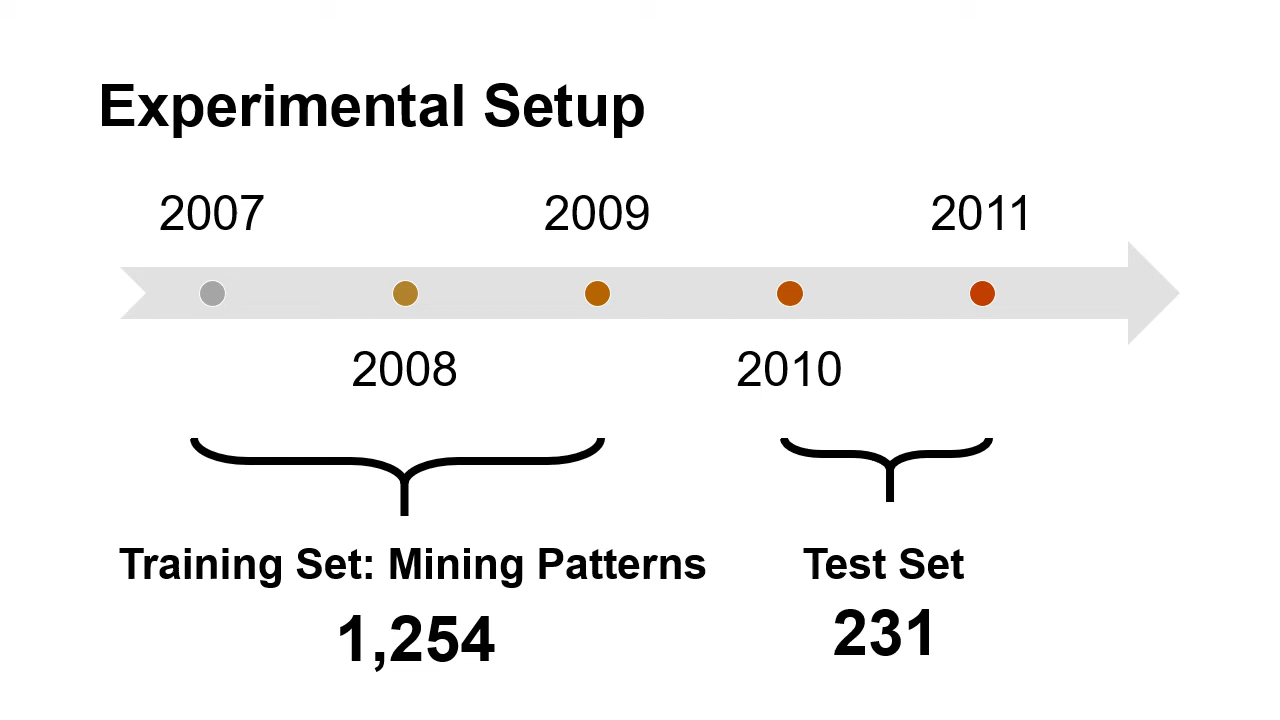 Experimental Setup
2007 2009 2011
2008 2010
Training Set: Mining Patterns
1,254
Test Set
231